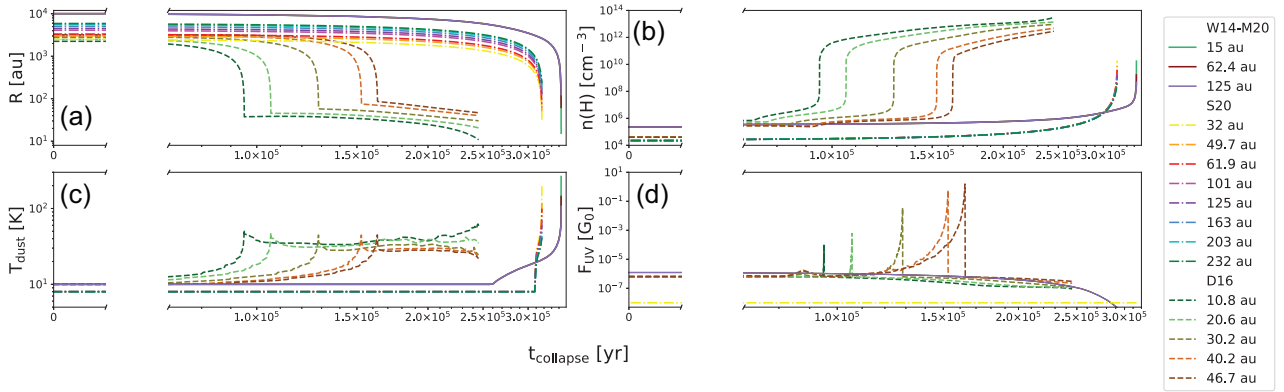 (a)
R [au]
10⁴
10³
10²
10¹
0
1.0×10⁵
1.5×10⁵
2.0×10⁵
2.5×10⁵
3.0×10⁵
(b)
n(H) [cm⁻³]
10¹⁴
10¹²
10¹⁰
10⁸
10⁶
10⁴
0
1.0×10⁵
1.5×10⁵
2.0×10⁵
2.5×10⁵
3.0×10⁵
(c)
T_dust [K]
10²
10¹
0
1.0×10⁵
1.5×10⁵
2.0×10⁵
2.5×10⁵
3.0×10⁵
(d)
F_UV [G₀]
10¹
10⁻¹
10⁻³
10⁻⁵
10⁻⁷
0
1.0×10⁵
1.5×10⁵
2.0×10⁵
2.5×10⁵
3.0×10⁵
t_collapse [yr]
W14-M20
15 au
62.4 au
125 au
S20
32 au
49.7 au
61.9 au
101 au
125 au
163 au
203 au
232 au
D16
10.8 au
20.6 au
30.2 au
40.2 au
46.7 au